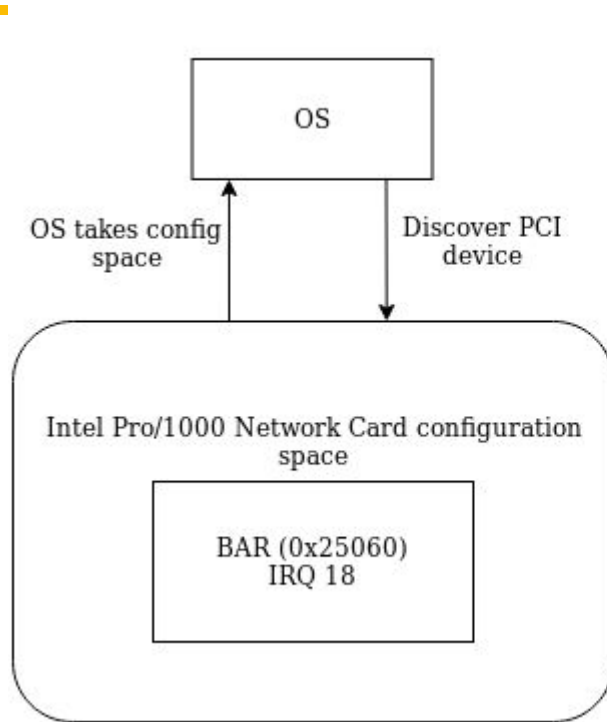 OS
OS takes config
space
Discover PCI
device
Intel Pro/1000 Network Card configuration
space
BAR (0x25060)
IRQ 18